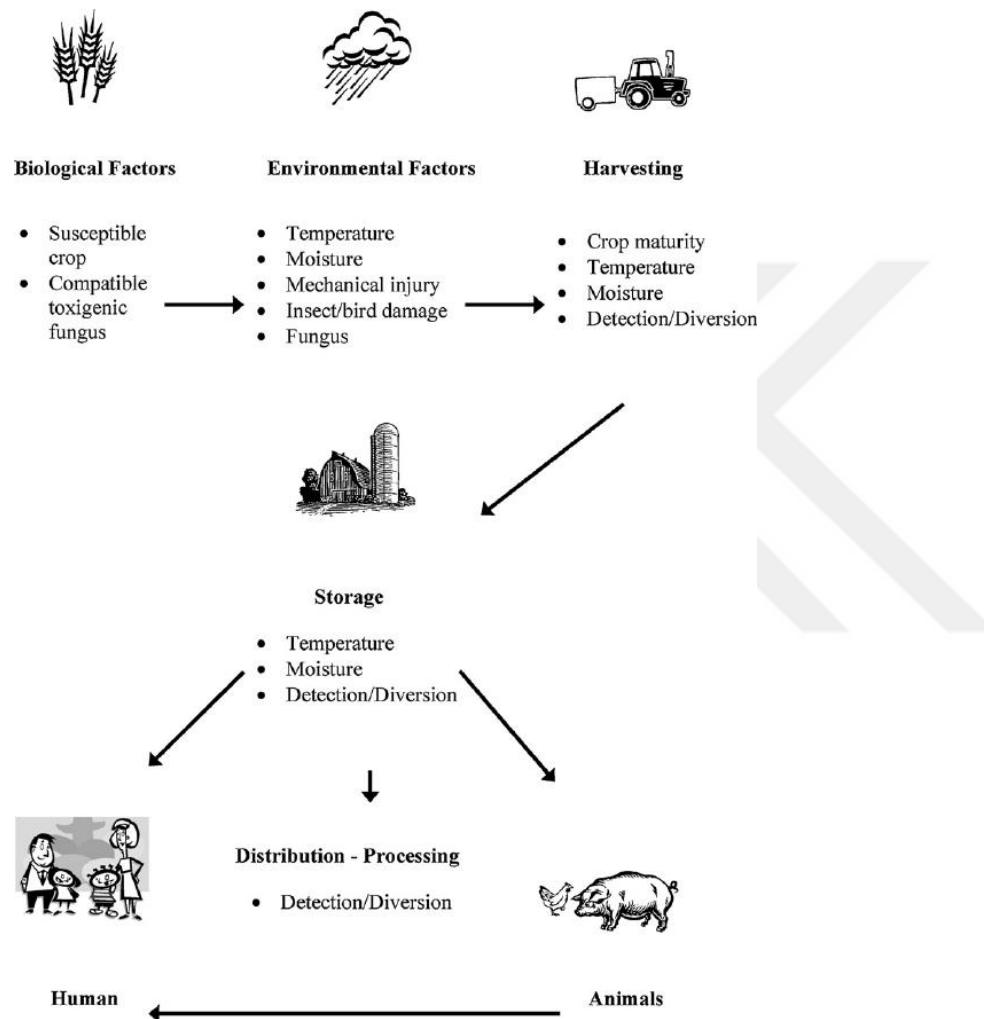 Biological Factors
Environmental Factors
Harvesting
• Susceptible
crop
• Compatible
toxigenic
fungus
• Temperature
• Moisture
• Mechanical injury
• Insect/bird damage
• Fungus
• Crop maturity
• Temperature
• Moisture
• Detection/Diversion
Storage
• Temperature
• Moisture
• Detection/Diversion
Distribution - Processing
• Detection/Diversion
Human
Animals